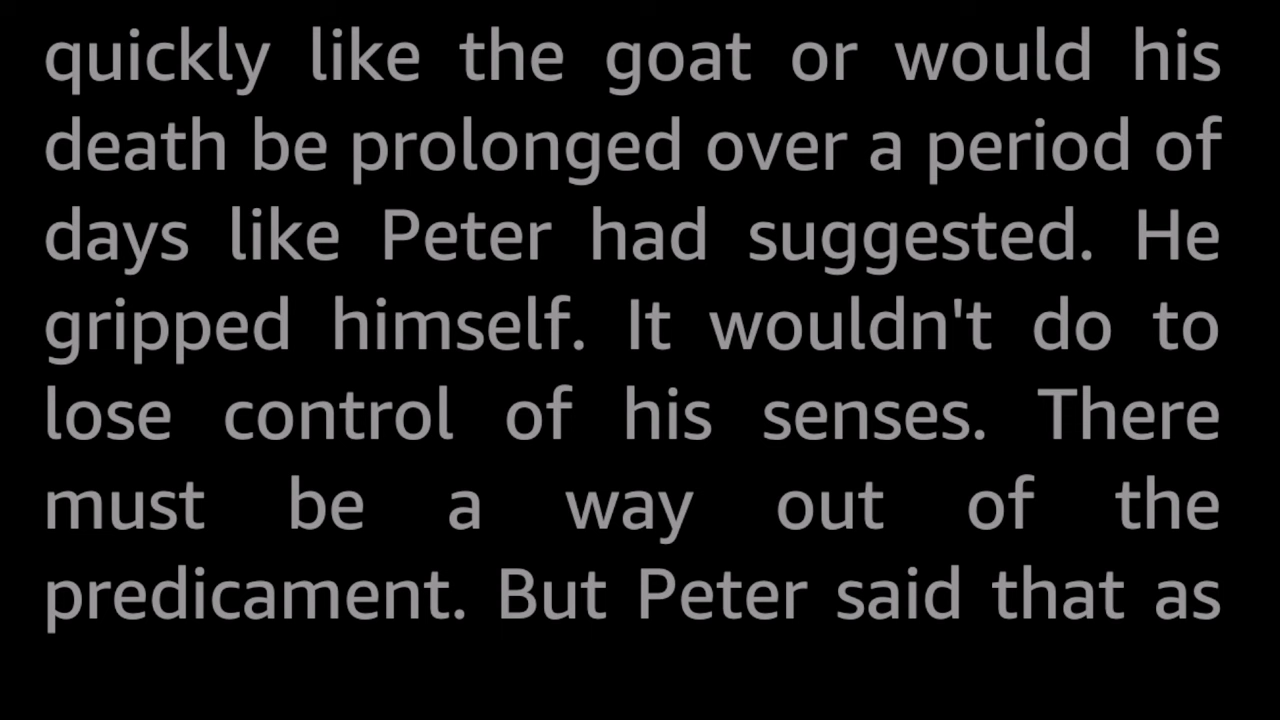 quickly like the goat or would his
death be prolonged over a period of
days like Peter had suggested. He
gripped himself. It wouldn't do to
lose control of his senses. There
must be a way out of the
predicament. But Peter said that as